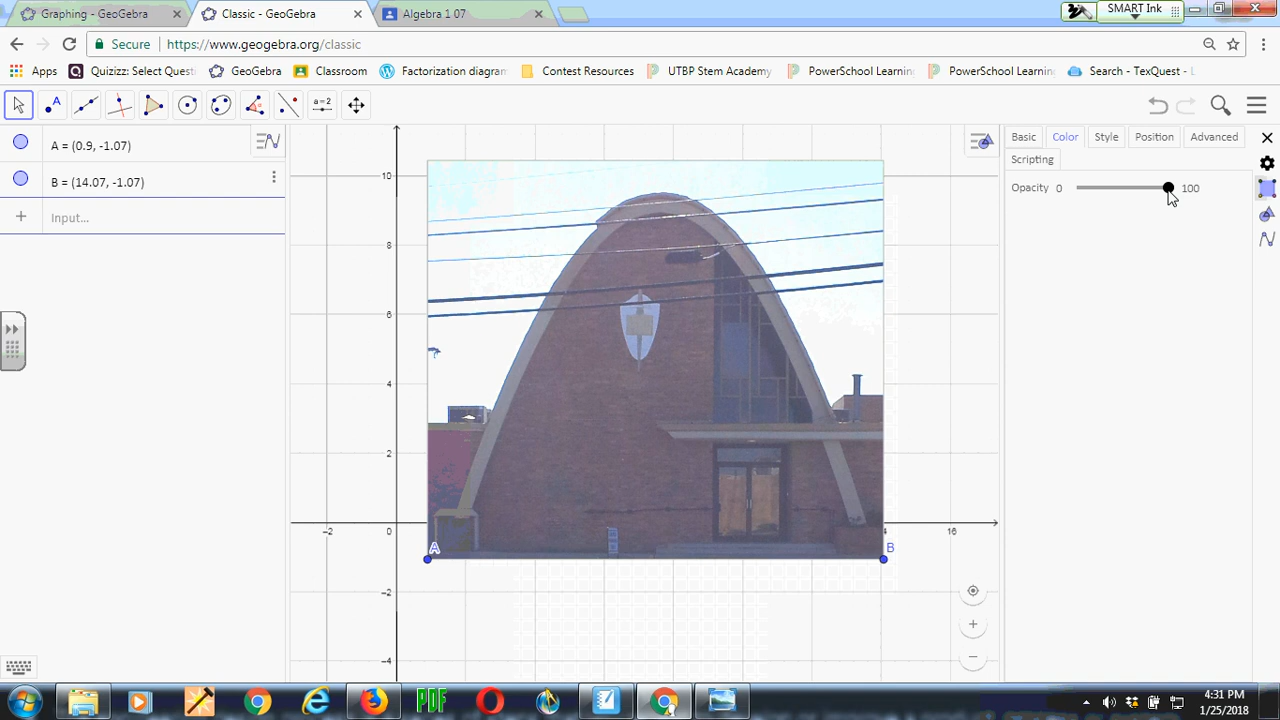 Graphing - GeoGebra
Classic - GeoGebra
Algebra 1 07
SMART Ink
Secure
https://www.geogebra.org/classic
Apps
Quizizz: Select Quest
GeoGebra
Classroom
Factorization diagram
Contest Resources
UTBP Stem Academy
PowerSchool Learning
PowerSchool Learning
Search - TexQuest - L
a=2
A = (0.9, -1.07)
B = (14.07, -1.07)
Input...
Basic
Color
Style
Position
Advanced
Scripting
Opacity 0
100
10
8
6
4
2
-2
0
16
A
B
-2
-4
PDF
4:31 PM
1/25/2018